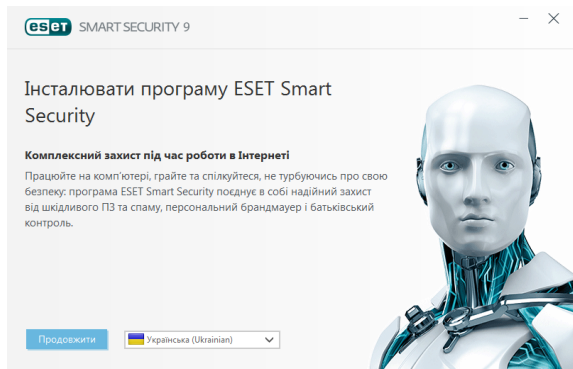 eset SMART SECURITY 9
Інсталювати програму ESET Smart
Security
Комплексний захист під час роботи в Інтернеті
Працюйте на комп'ютері, грайте та спілкуйтеся, не турбуючись про свою
безпеку: програма ESET Smart Security поєднує в собі надійний захист
від шкідливого ПЗ та спаму, персональний брандмауер і батьківський
контроль.
Продовжити
Українська (Ukrainian)